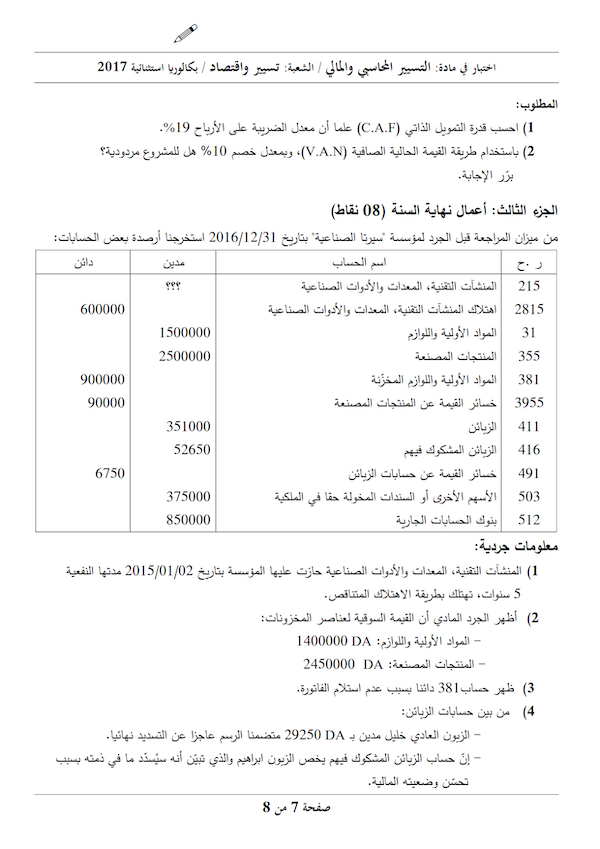 اختبار في مادة: التسيير المحاسبي والمالي / الشعبة: تسيير واقتصاد / بكالوريا استثنائية 2017
المطلوب:
1) احسب قدرة التمويل الذاتي (C.A.F) علما أن معدل الضريبة على الأرباح 19%.
2) باستخدام طريقة القيمة الحالية الصافية (V.A.N)، وبمعدل خصم 10% هل للمشروع مردودية؟
برّر الإجابة.
الجزء الثالث: أعمال نهاية السنة (08 نقاط)
من ميزان المراجعة قبل الجرد لمؤسسة "سيرتا الصناعية" بتاريخ 2016/12/31 استخرجنا أرصدة بعض الحسابات:
ر .ح اسم الحساب مدين دائن
215 المنشآت التقنية، المعدات والأدوات الصناعية ؟؟؟
2815 اهتلاك المنشآت التقنية، المعدات والأدوات الصناعية 600000
31 المواد الأولية واللوازم 1500000
355 المنتجات المصنعة 2500000
381 المواد الأولية واللوازم المخزّنة 900000
3955 خسائر القيمة عن المنتجات المصنعة 90000
411 الزبائن 351000
416 الزبائن المشكوك فيهم 52650
491 خسائر القيمة عن حسابات الزبائن 6750
503 الأسهم الأخرى أو السندات المخولة حقا في الملكية 375000
512 بنوك الحسابات الجارية 850000
معلومات جردية:
1) المنشآت التقنية، المعدات والأدوات الصناعية حازت عليها المؤسسة بتاريخ 2015/01/02 مدتها النفعية
5 سنوات، تهتلك بطريقة الاهتلاك المتناقص.
2) أظهر الجرد المادي أن القيمة السوقية لعناصر المخزونات:
– المواد الأولية واللوازم: 1400000 DA
– المنتجات المصنعة: 2450000 DA
3) ظهر حساب381 دائنا بسبب عدم استلام الفاتورة.
4) من بين حسابات الزبائن:
– الزبون العادي خليل مدين بـ 29250 DA متضمنا الرسم عاجزا عن التسديد نهائيا.
– إنّ حساب الزبائن المشكوك فيهم يخص الزبون ابراهيم والذي تبيّن أنه سيُسدّد ما في ذمته بسبب
تحسّن وضعيته المالية.
صفحة 7 من 8